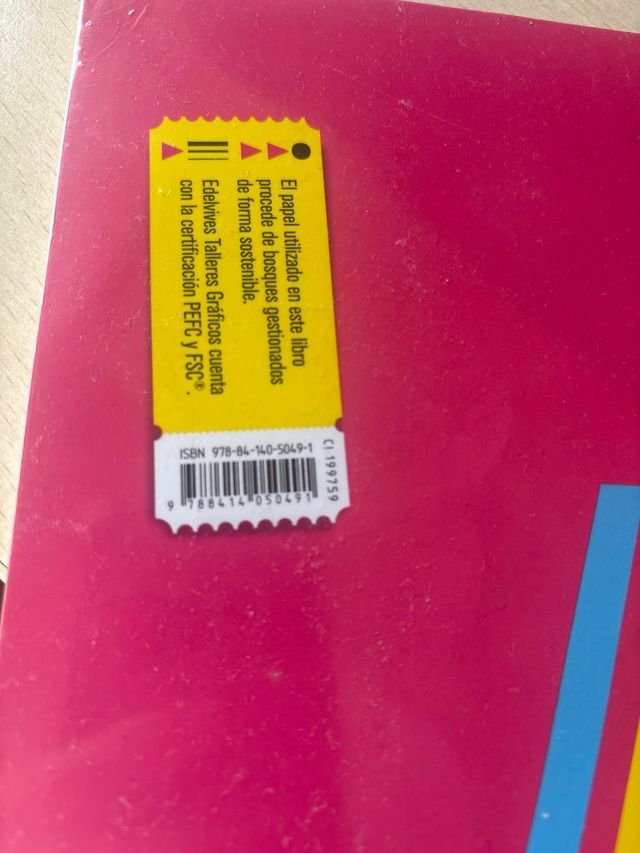 El papel utilizado en este libro
procede de bosques gestionados
de forma sostenible.
Edelvives Talleres Gráficos cuenta
con la certificación PEFC y FSC®.
ISBN 978-84-140-5049-1
9 788414 050491
CI 199759